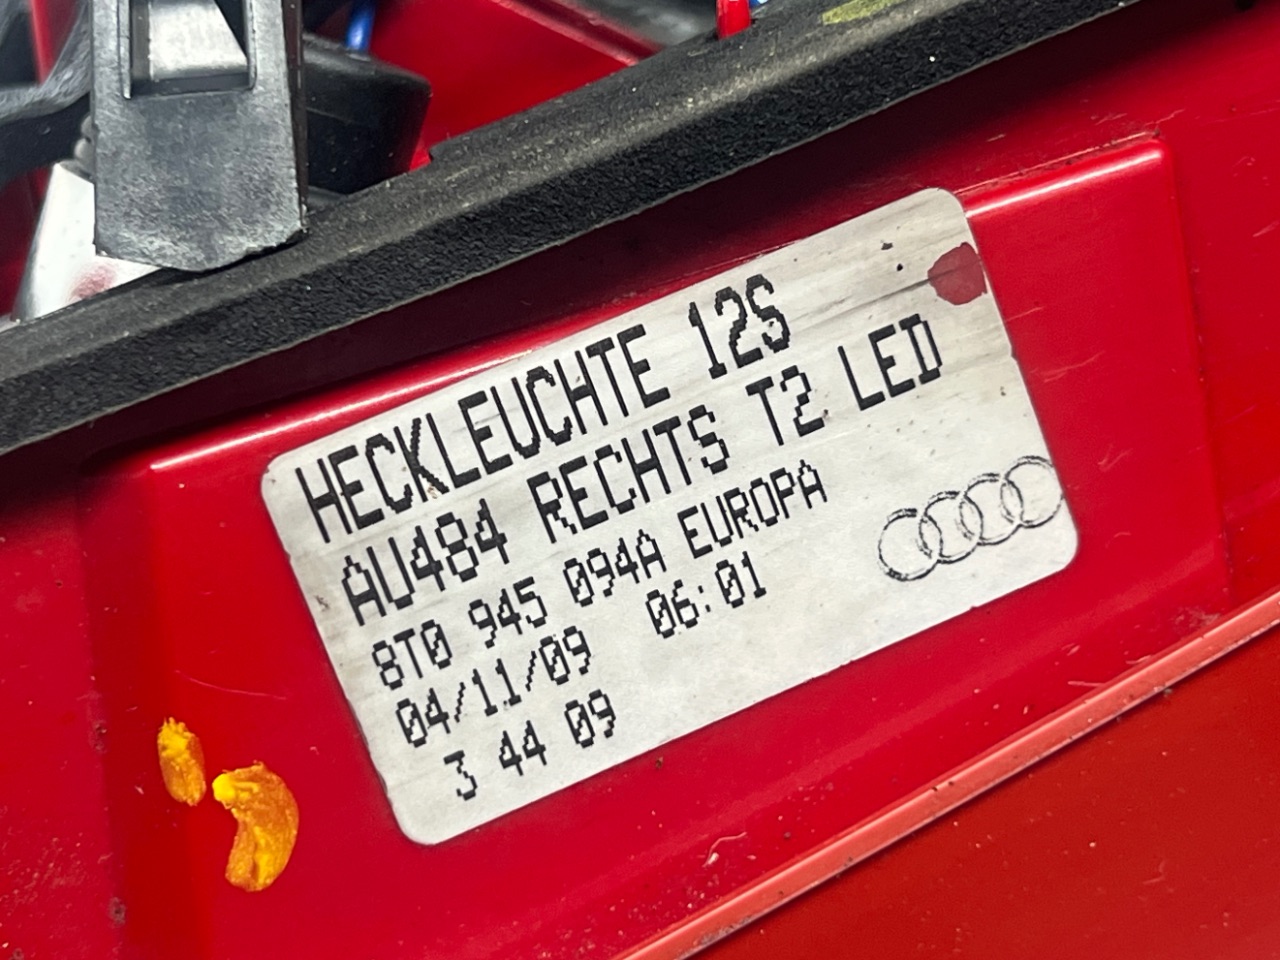 HECKLEUCHTE 12S
AU484 RECHTS T2 LED
8T0 945 094A EUROPA
04/11/09 06:01
3 44 09